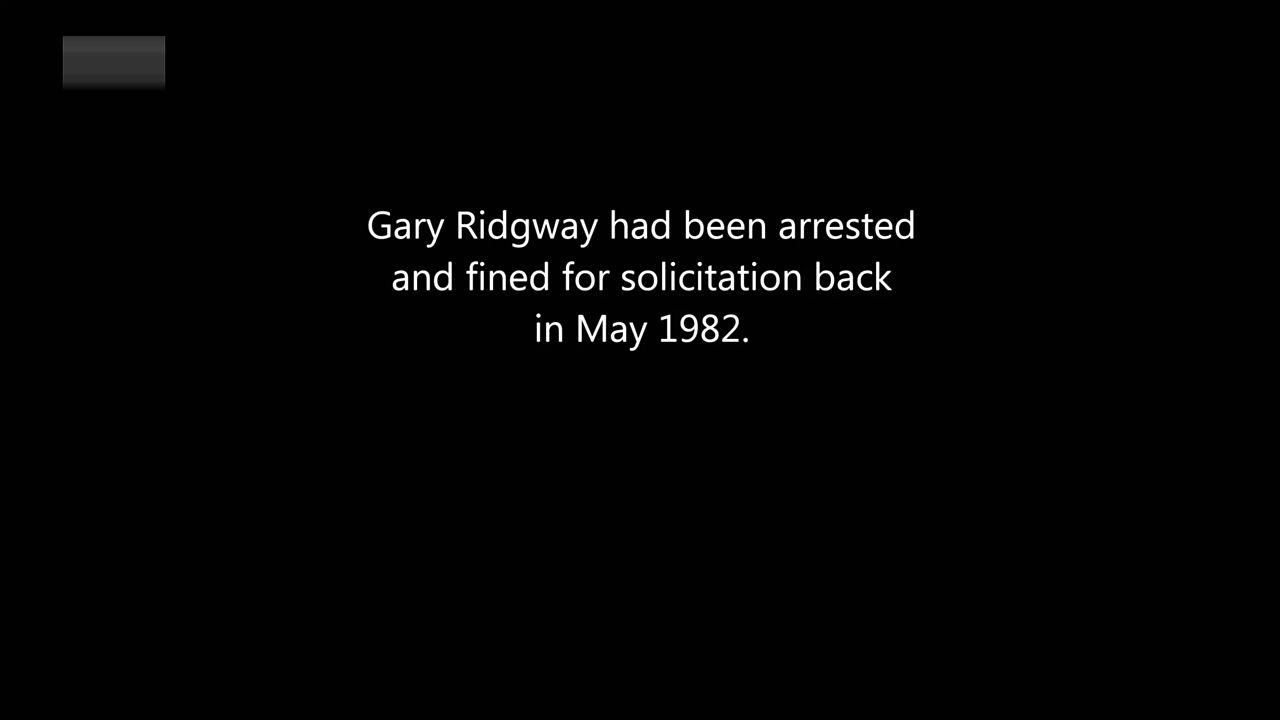 Gary Ridgway had been arrested
and fined for solicitation back
in May 1982.